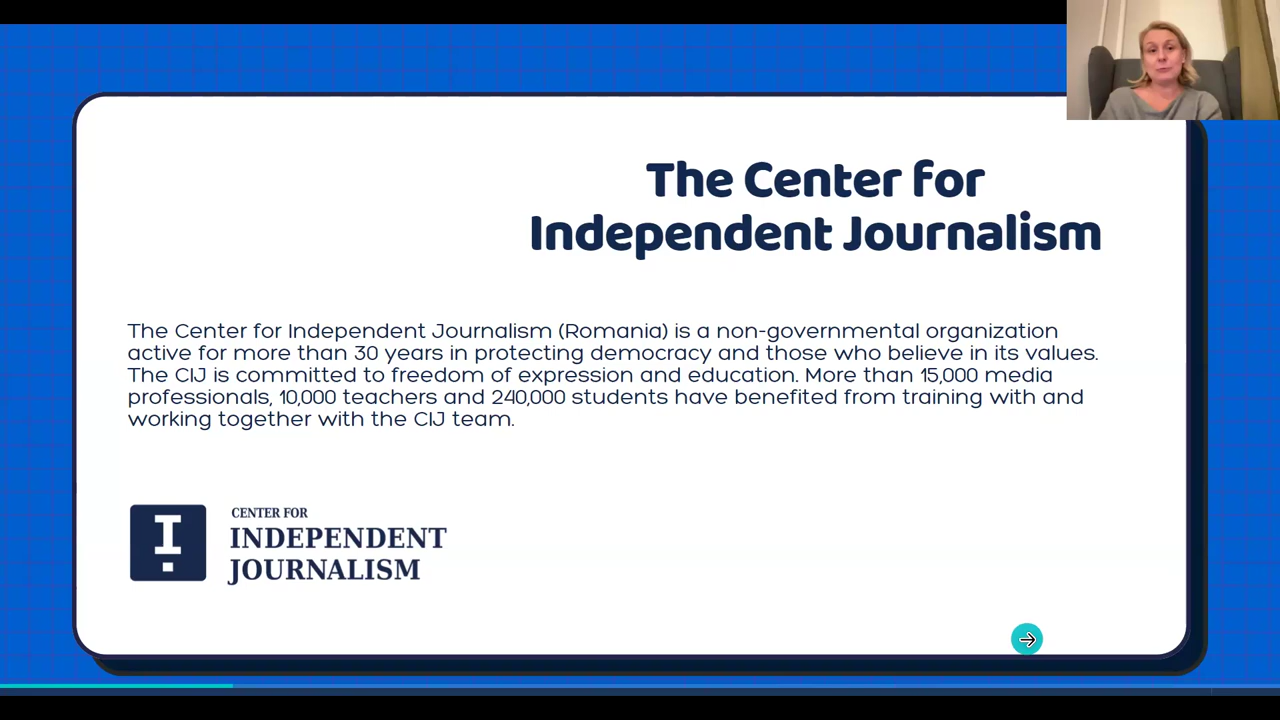 The Center for
Independent Journalism
The Center for Independent Journalism (Romania) is a non-governmental organization
active for more than 30 years in protecting democracy and those who believe in its values.
The CIJ is committed to freedom of expression and education. More than 15,000 media
professionals, 10,000 teachers and 240,000 students have benefited from training with and
working together with the CIJ team.
CENTER FOR
INDEPENDENT
JOURNALISM